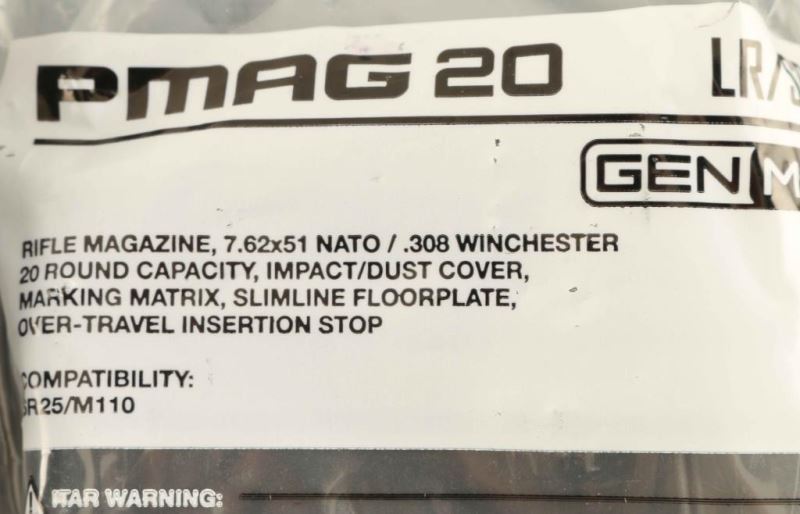 PMAG 20 LR/S
GEN M
RIFLE MAGAZINE, 7.62x51 NATO / .308 WINCHESTER
20 ROUND CAPACITY, IMPACT/DUST COVER,
MARKING MATRIX, SLIMLINE FLOORPLATE,
OVER-TRAVEL INSERTION STOP
COMPATIBILITY:
SR25/M110
ITAR WARNING: